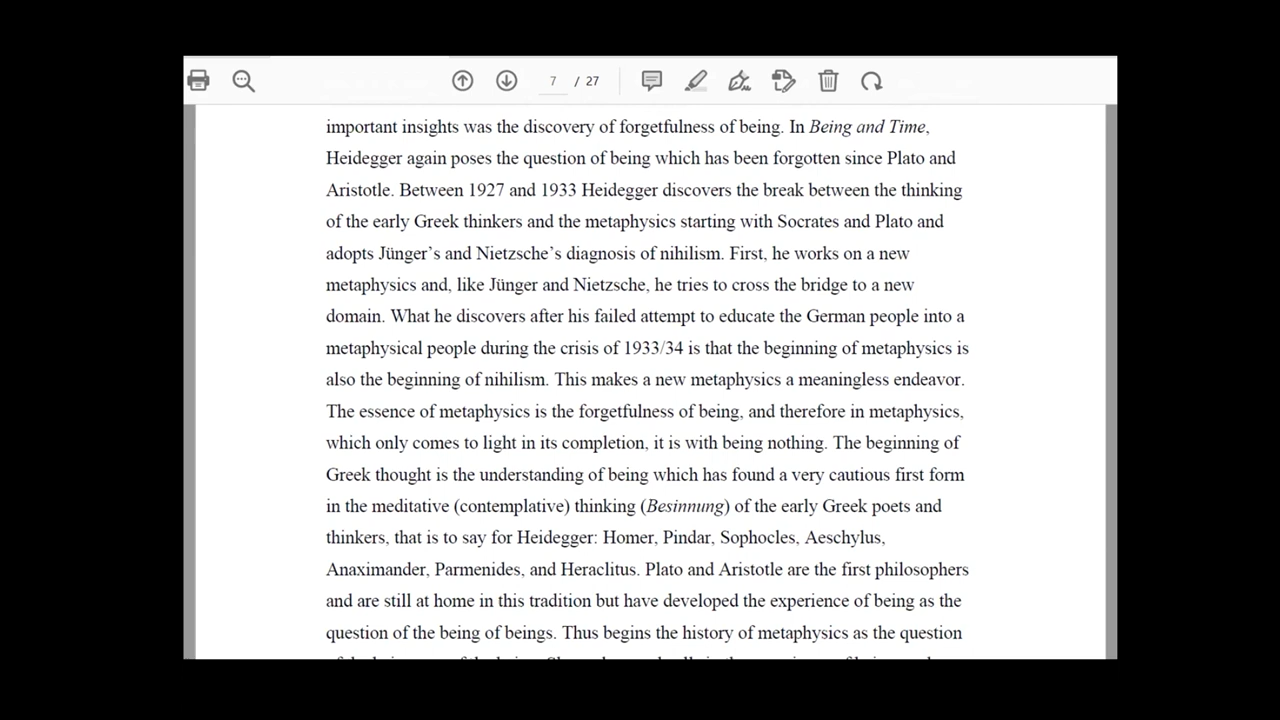 7 / 27
important insights was the discovery of forgetfulness of being. In Being and Time,
Heidegger again poses the question of being which has been forgotten since Plato and
Aristotle. Between 1927 and 1933 Heidegger discovers the break between the thinking
of the early Greek thinkers and the metaphysics starting with Socrates and Plato and
adopts Jünger’s and Nietzsche’s diagnosis of nihilism. First, he works on a new
metaphysics and, like Jünger and Nietzsche, he tries to cross the bridge to a new
domain. What he discovers after his failed attempt to educate the German people into a
metaphysical people during the crisis of 1933/34 is that the beginning of metaphysics is
also the beginning of nihilism. This makes a new metaphysics a meaningless endeavor.
The essence of metaphysics is the forgetfulness of being, and therefore in metaphysics,
which only comes to light in its completion, it is with being nothing. The beginning of
Greek thought is the understanding of being which has found a very cautious first form
in the meditative (contemplative) thinking (Besinnung) of the early Greek poets and
thinkers, that is to say for Heidegger: Homer, Pindar, Sophocles, Aeschylus,
Anaximander, Parmenides, and Heraclitus. Plato and Aristotle are the first philosophers
and are still at home in this tradition but have developed the experience of being as the
question of the being of beings. Thus begins the history of metaphysics as the question